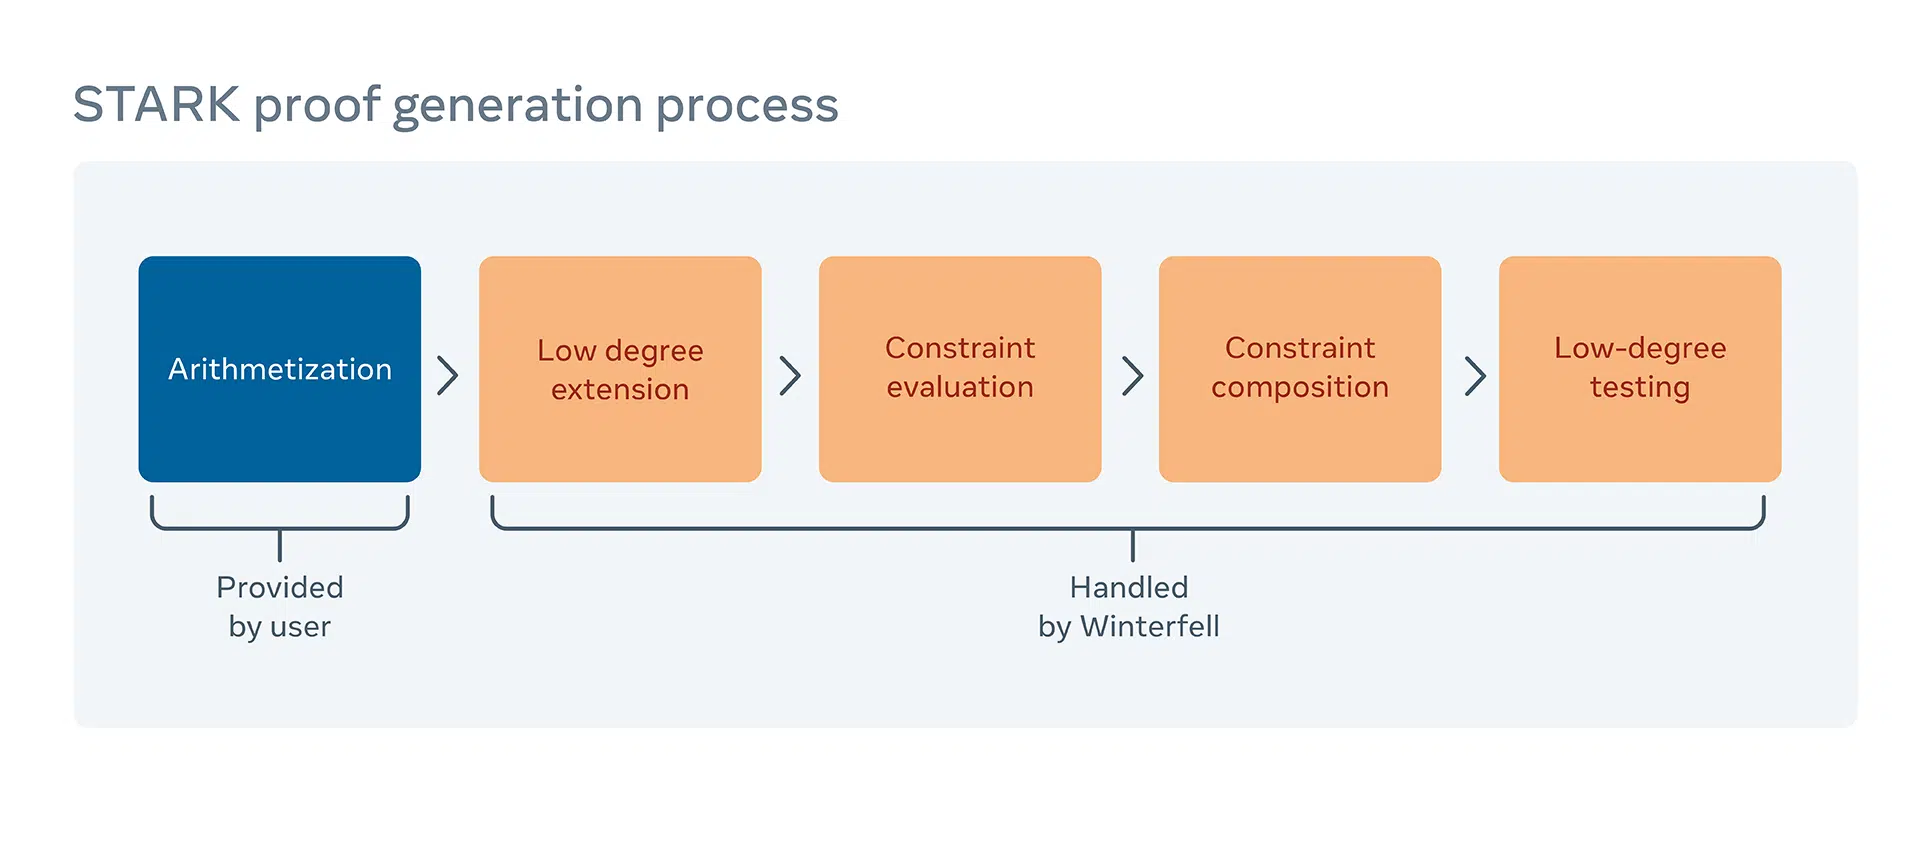 STARK proof generation process
Arithmetization
Low degree
extension
Constraint
evaluation
Constraint
composition
Low-degree
testing
Provided
by user
Handled
by Winterfell